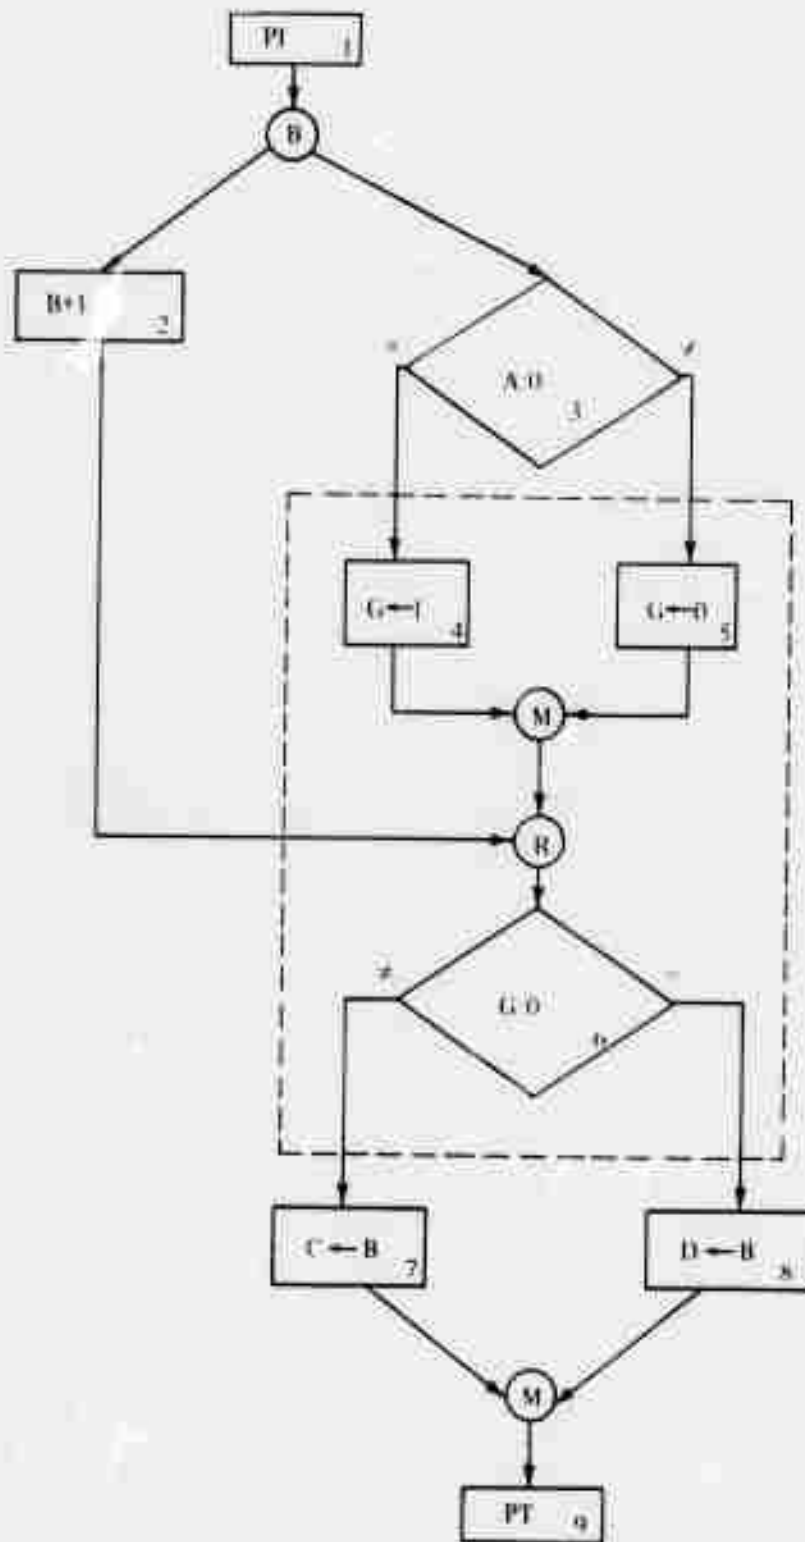 PI 1
B
B+1 2
= ≠
A:0 3
G←1 4
G←0 5
M
R
≠ =
G:0 6
C←B 7
D←B 8
M
PT 9